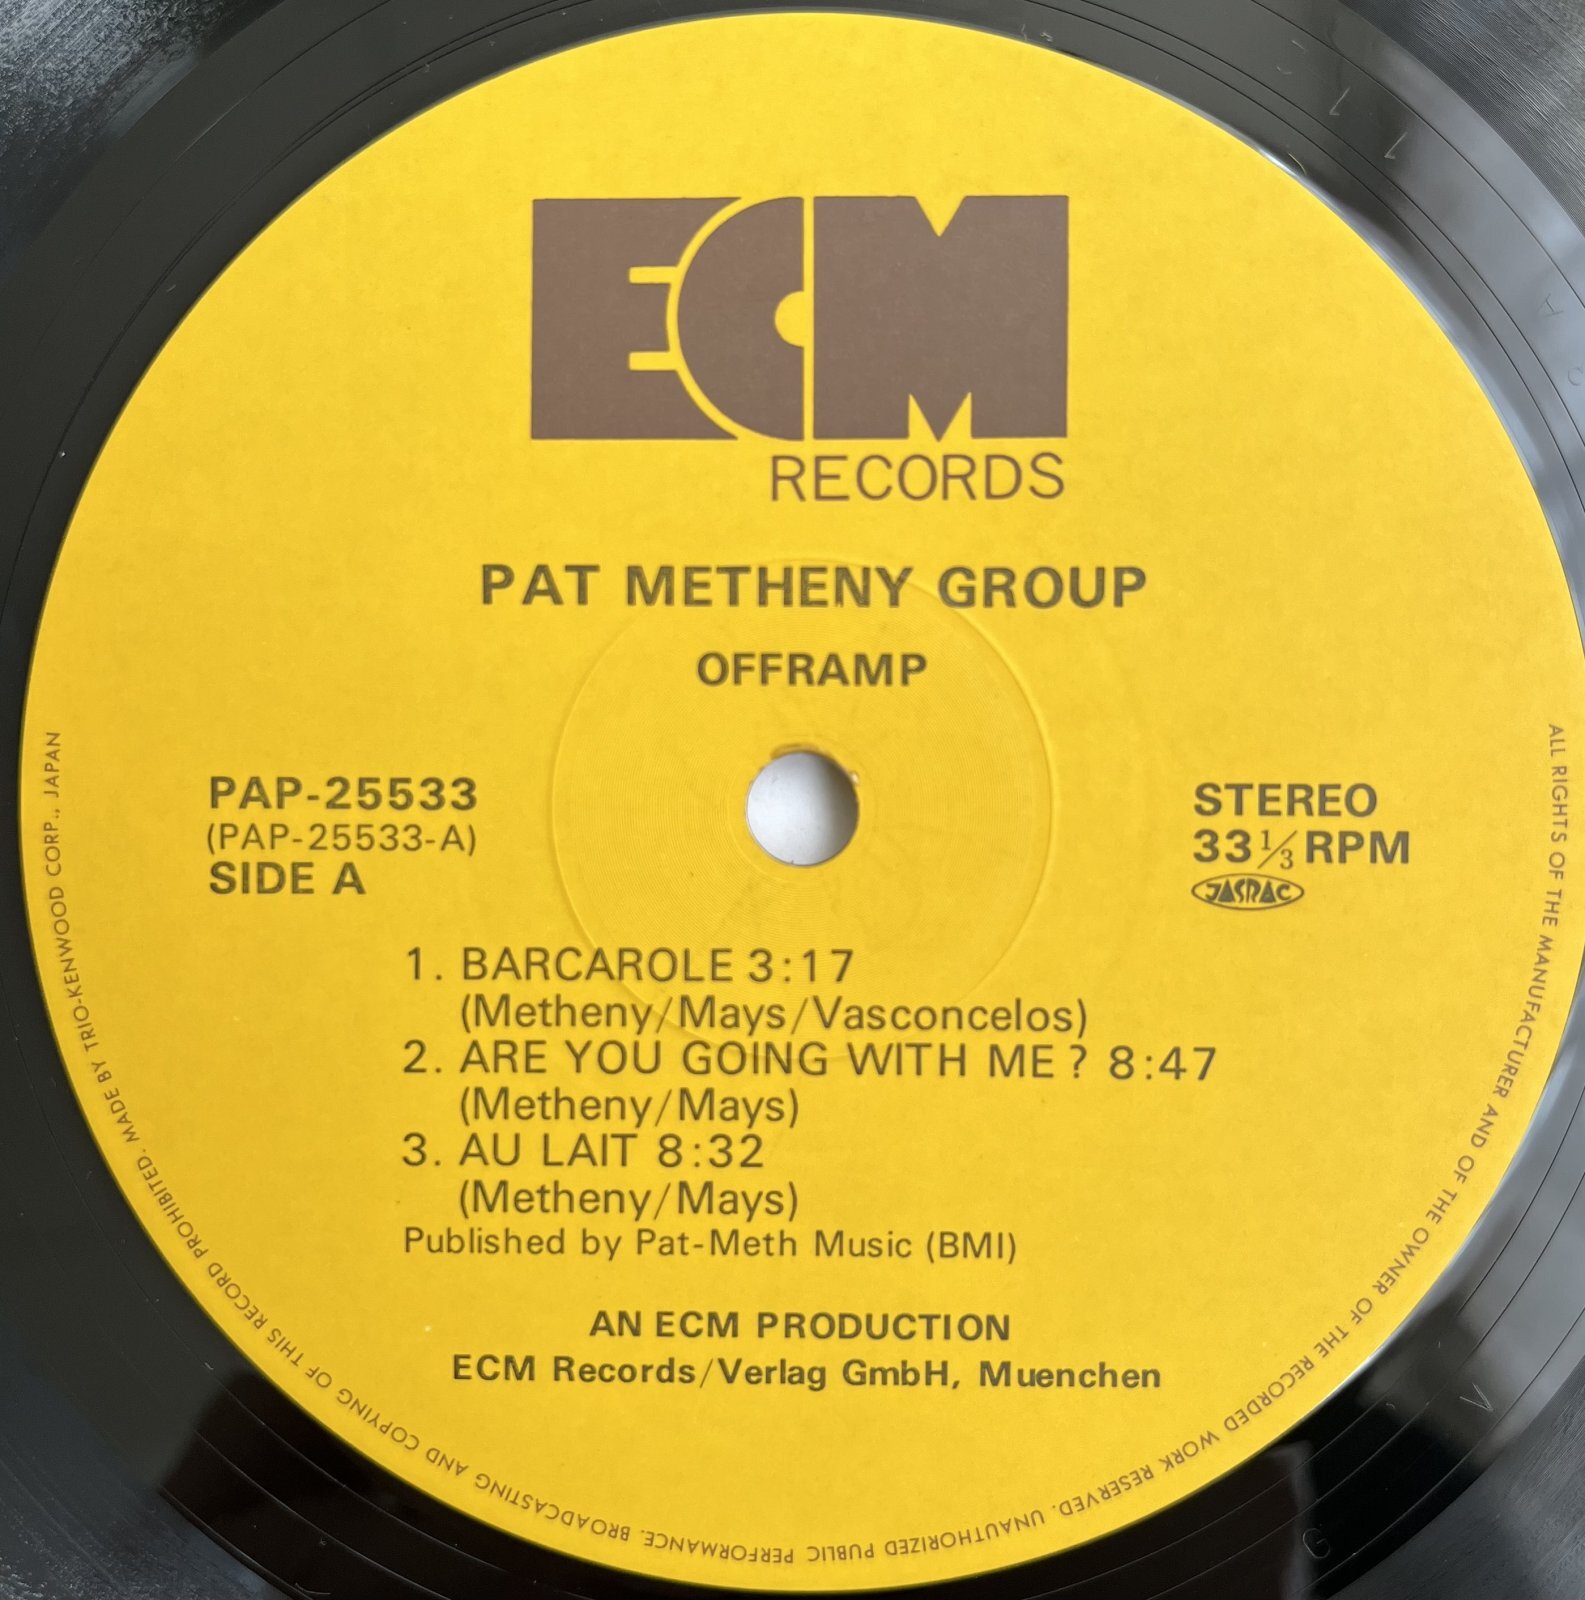 ECM
RECORDS
PAT METHENY GROUP
OFFRAMP
PAP-25533
(PAP-25533-A)
SIDE A
STEREO
33 1/3 RPM
JASRAC
1. BARCAROLE 3:17
(Metheny/Mays/Vasconcelos)
2. ARE YOU GOING WITH ME? 8:47
(Metheny/Mays)
3. AU LAIT 8:32
(Metheny/Mays)
Published by Pat-Meth Music (BMI)
AN ECM PRODUCTION
ECM Records/Verlag GmbH, Muenchen
ALL RIGHTS OF THE MANUFACTURER AND OF THE OWNER OF THE RECORDED WORK RESERVED. UNAUTHORIZED PUBLIC PERFORMANCE. BROADCASTING AND COPYING OF THIS RECORD PROHIBITED. MADE BY TRIO-KENWOOD CORP., JAPAN